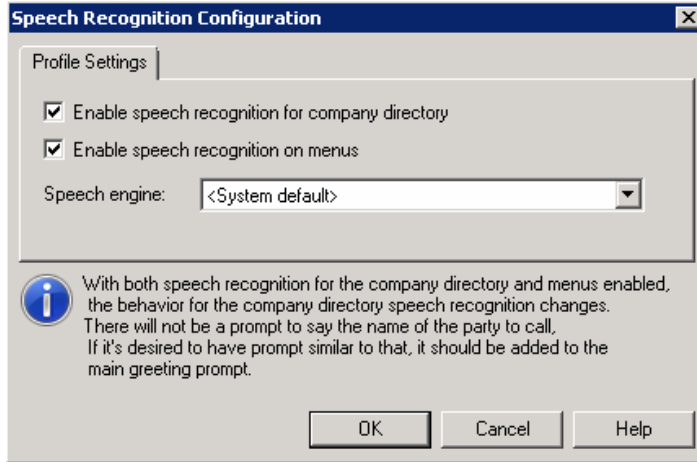 Speech Recognition Configuration
Profile Settings
Enable speech recognition for company directory
Enable speech recognition on menus
Speech engine: <System default>
With both speech recognition for the company directory and menus enabled,
the behavior for the company directory speech recognition changes.
There will not be a prompt to say the name of the party to call,
If it's desired to have prompt similar to that, it should be added to the
main greeting prompt.
OK Cancel Help